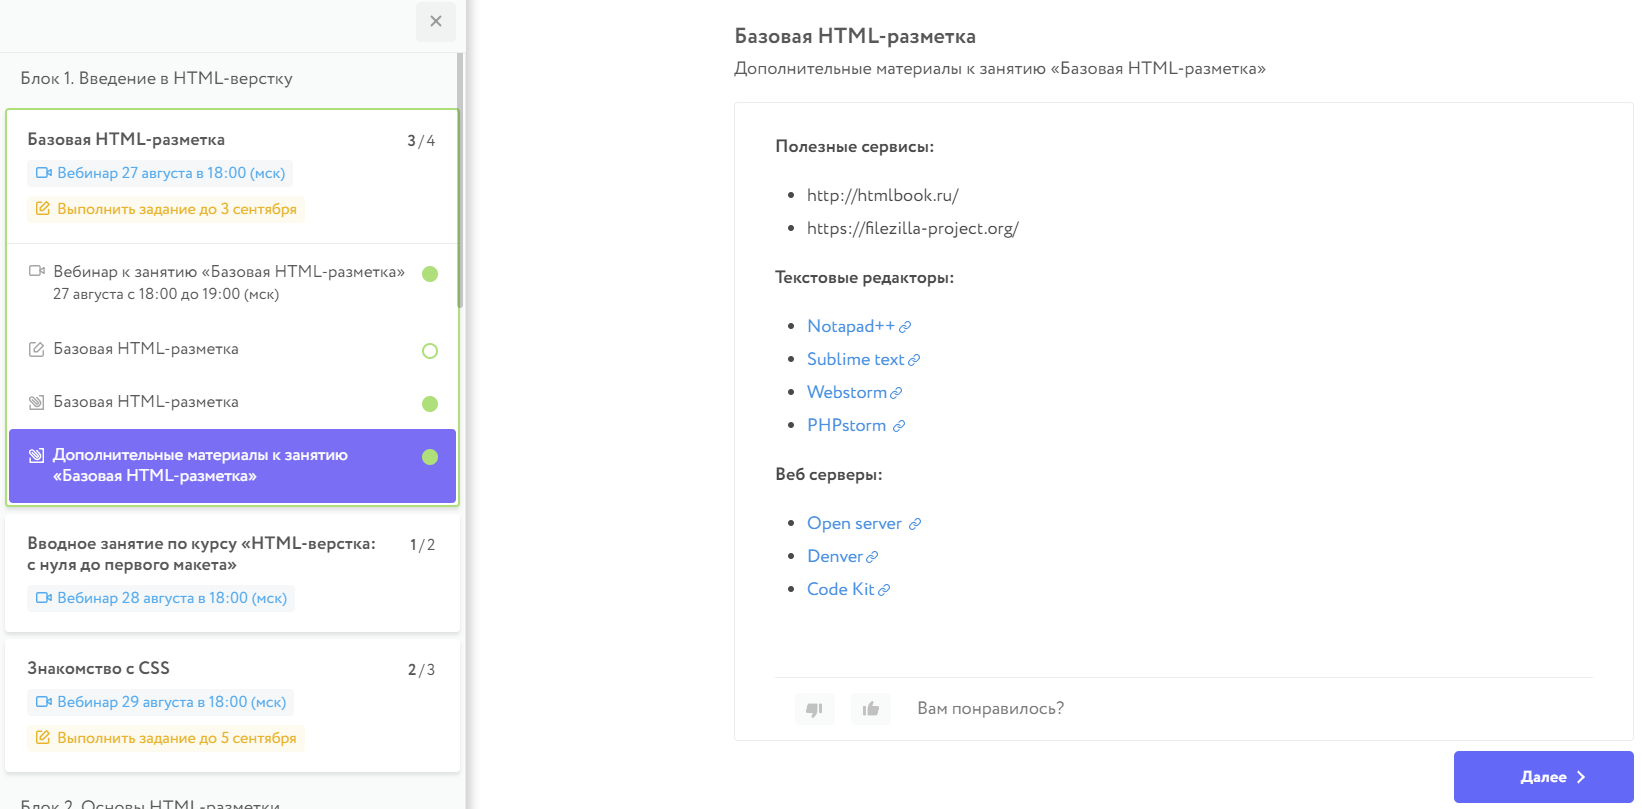 Блок 1. Введение в HTML-верстку
Базовая HTML-разметка
3/4
Вебинар 27 августа в 18:00 (мск)
Выполнить задание до 3 сентября
Вебинар к занятию «Базовая HTML-разметка»
27 августа с 18:00 до 19:00 (мск)
Базовая HTML-разметка
Базовая HTML-разметка
Дополнительные материалы к занятию
«Базовая HTML-разметка»
Вводное занятие по курсу «HTML-верстка:
с нуля до первого макета»
1/2
Вебинар 28 августа в 18:00 (мск)
Знакомство с CSS
2/3
Вебинар 29 августа в 18:00 (мск)
Выполнить задание до 5 сентября
Блок 2. Основы HTML-разметки
Базовая HTML-разметка
Дополнительные материалы к занятию «Базовая HTML-разметка»
Полезные сервисы:
http://htmlbook.ru/
https://filezilla-project.org/
Текстовые редакторы:
Notapad++
Sublime text
Webstorm
PHPstorm
Веб серверы:
Open server
Denver
Code Kit
Вам понравилось?
Далее